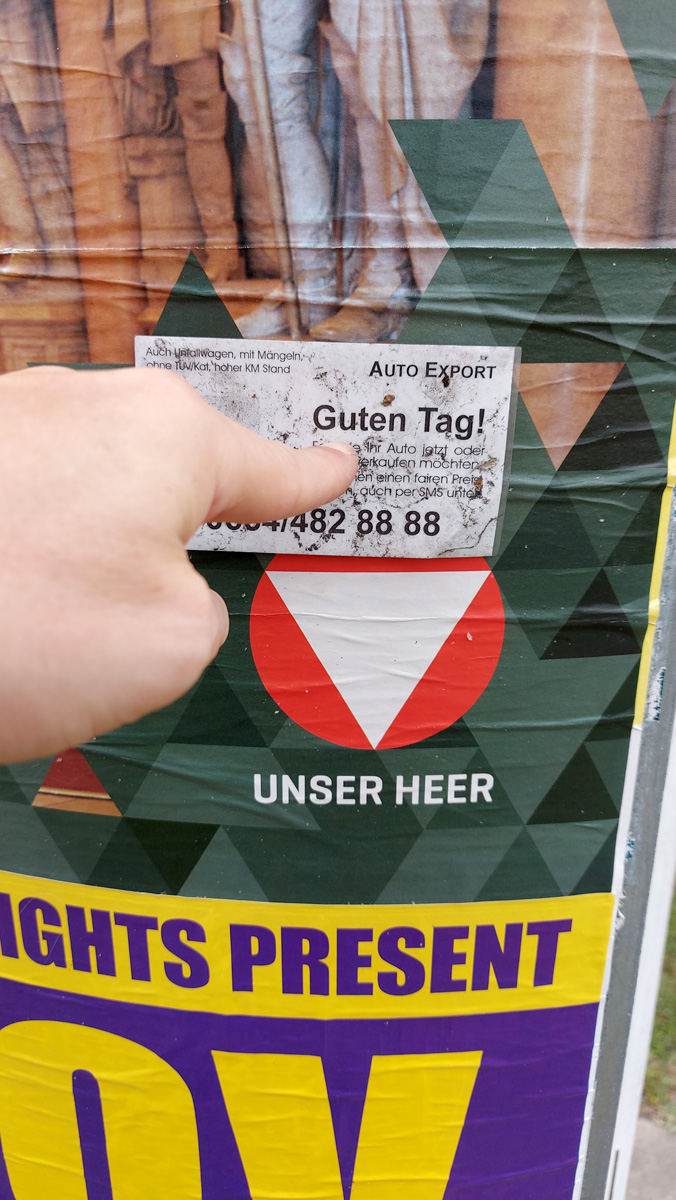 Auch Unfallwagen, mit Mängeln,
ohne TÜV/Kat, hoher KM Stand
AUTO EXPORT
Guten Tag!
Ihr Auto jetzt oder
verkaufen möchten
einen fairen Preis
auch per SMS unter
/482 88 88
UNSER HEER
IGHTS PRESENT
OV